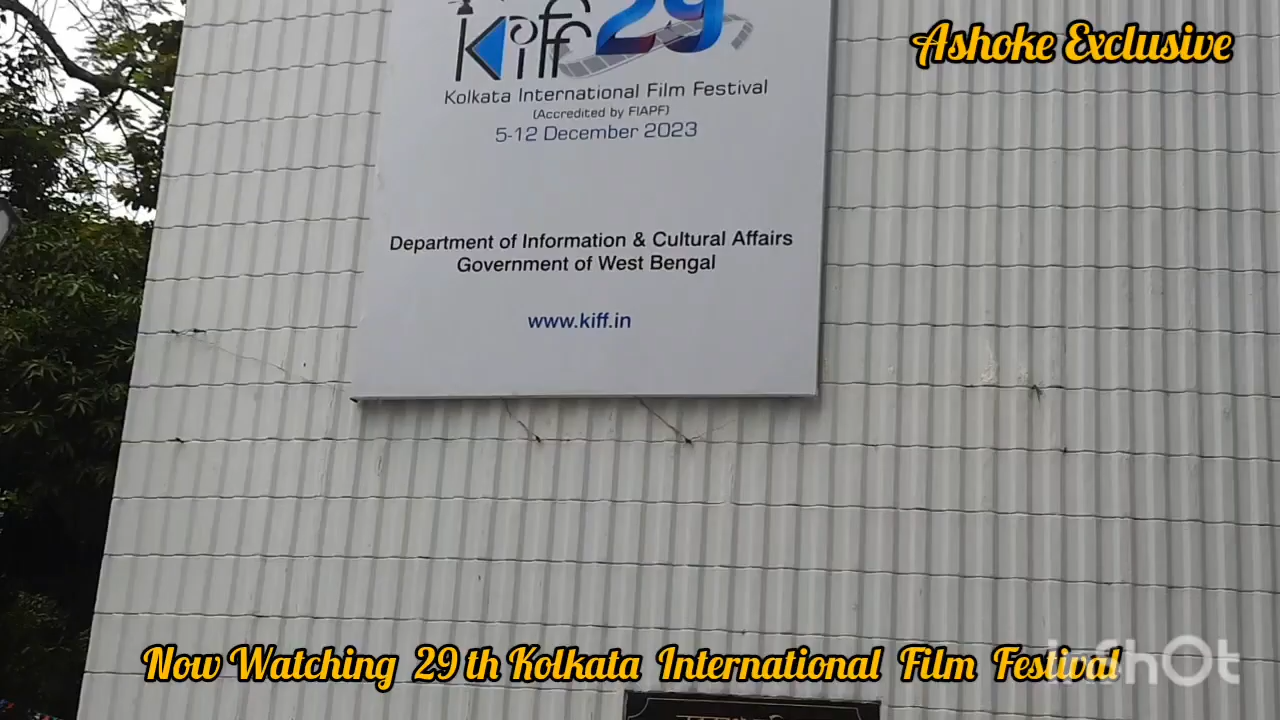 Ashoke Exclusive
Kiff 29
Kolkata International Film Festival
(Accredited by FIAPF)
5-12 December 2023
Department of Information & Cultural Affairs
Government of West Bengal
www.kiff.in
Now Watching 29 th Kolkata International Film Festival
InShOt